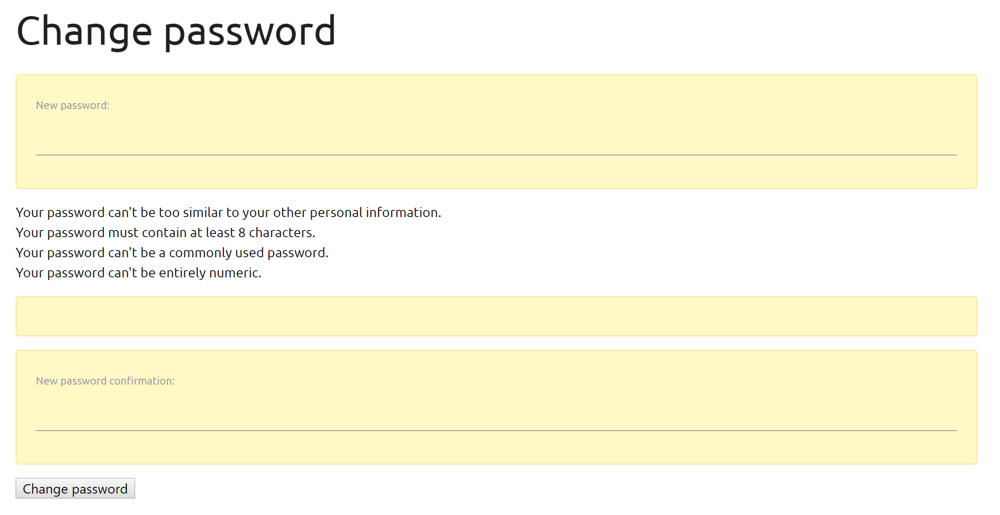 Change password
New password:
Your password can't be too similar to your other personal information.
Your password must contain at least 8 characters.
Your password can't be a commonly used password.
Your password can't be entirely numeric.
New password confirmation:
Change password